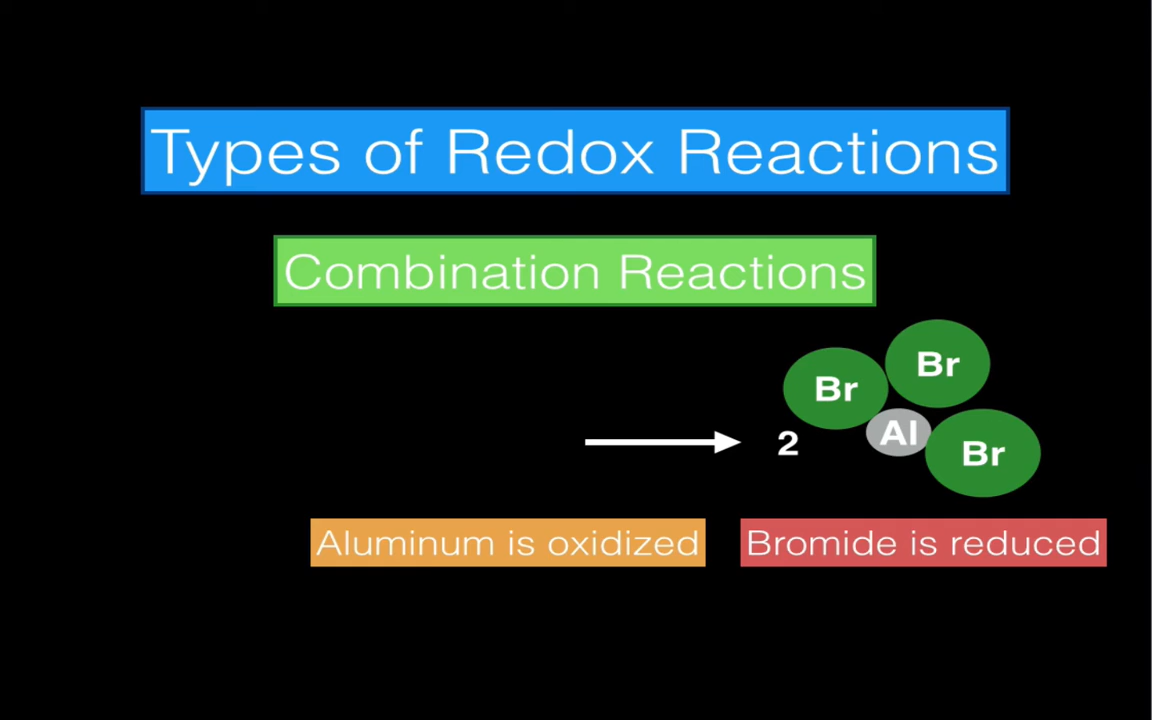 Types of Redox Reactions
Combination Reactions
Br
Br
2
Al
Br
Aluminum is oxidized
Bromide is reduced